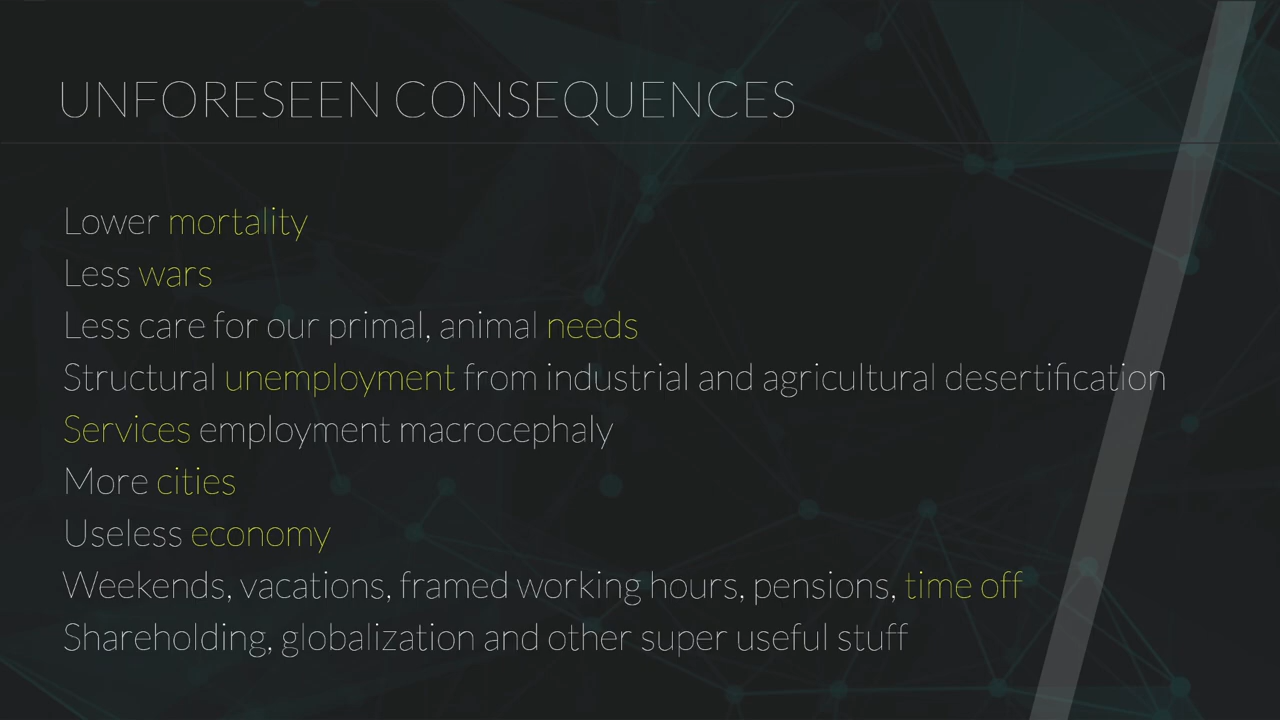 UNFORESEEN CONSEQUENCES
Lower mortality
Less wars
Less care for our primal, animal needs
Structural unemployment from industrial and agricultural desertification
Services employment macrocephaly
More cities
Useless economy
Weekends, vacations, framed working hours, pensions, time off
Shareholding, globalization and other super useful stuff